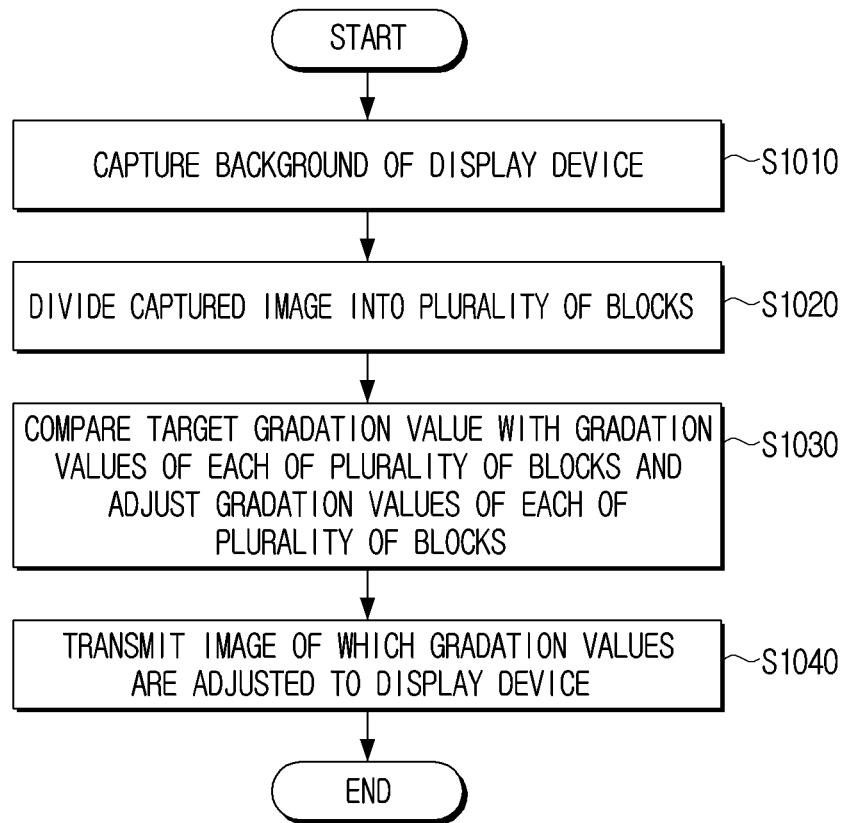 START
CAPTURE BACKGROUND OF DISPLAY DEVICE
S1010
DIVIDE CAPTURED IMAGE INTO PLURALITY OF BLOCKS
S1020
COMPARE TARGET GRADATION VALUE WITH GRADATION
VALUES OF EACH OF PLURALITY OF BLOCKS AND
ADJUST GRADATION VALUES OF EACH OF
PLURALITY OF BLOCKS
S1030
TRANSMIT IMAGE OF WHICH GRADATION VALUES
ARE ADJUSTED TO DISPLAY DEVICE
S1040
END